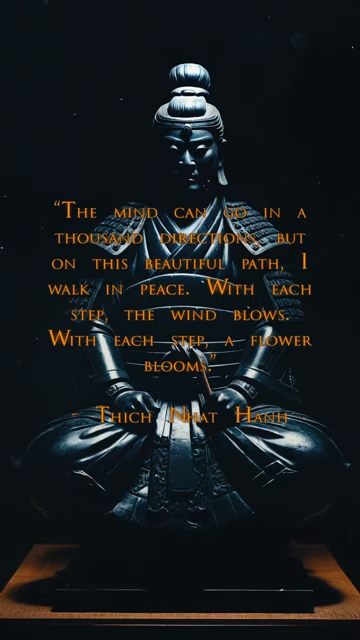 “The mind can go in a
thousand directions, but
on this beautiful path, I
walk in peace. With each
step, the wind blows.
With each step, a flower
blooms.”
- Thich Nhat Hanh